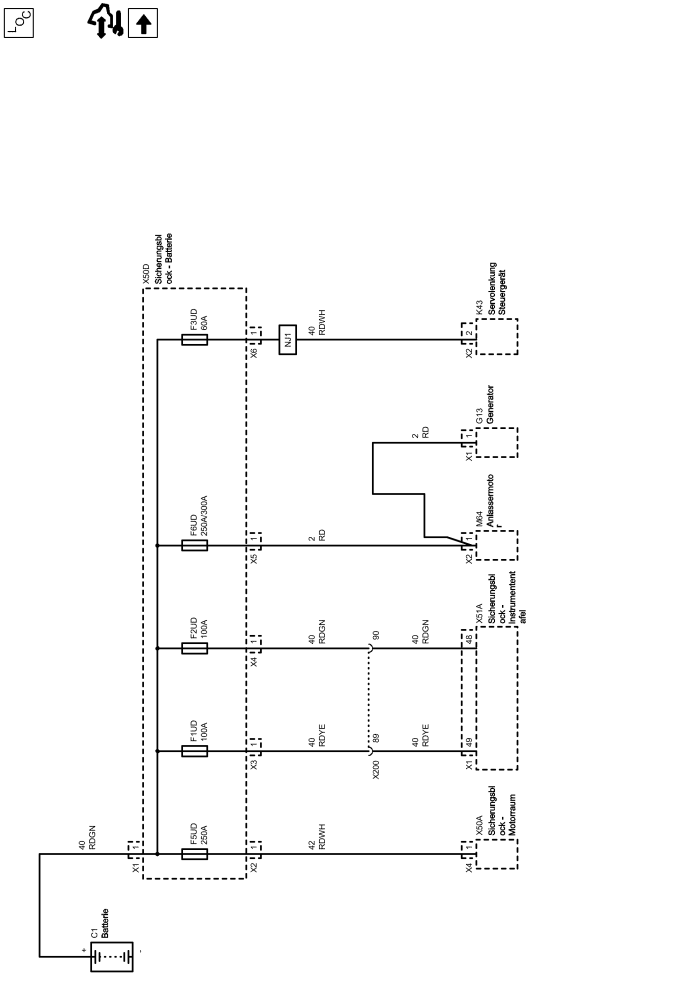 LOC
C1
Batterie
+
-
40
RDGN
X1
1
X50D
Sicherungsbl
ock - Batterie
F5UD
250A
F1UD
100A
F2UD
100A
F6UD
250A/300A
F3UD
60A
X2
1
X3
1
X4
1
X5
1
X6
1
NJ1
42
RDWH
40
RDYE
40
RDGN
2
RD
40
RDWH
X200
89
90
40
RDYE
40
RDGN
2
RD
X4
1
X1
49
48
X2
1
X1
1
X2
2
X50A
Sicherungsbl
ock -
Motorraum
X51A
Sicherungsbl
ock -
Instrumentent
afel
M64
Anlassermoto
r
G13
Generator
K43
Servolenkung
Steuergerät